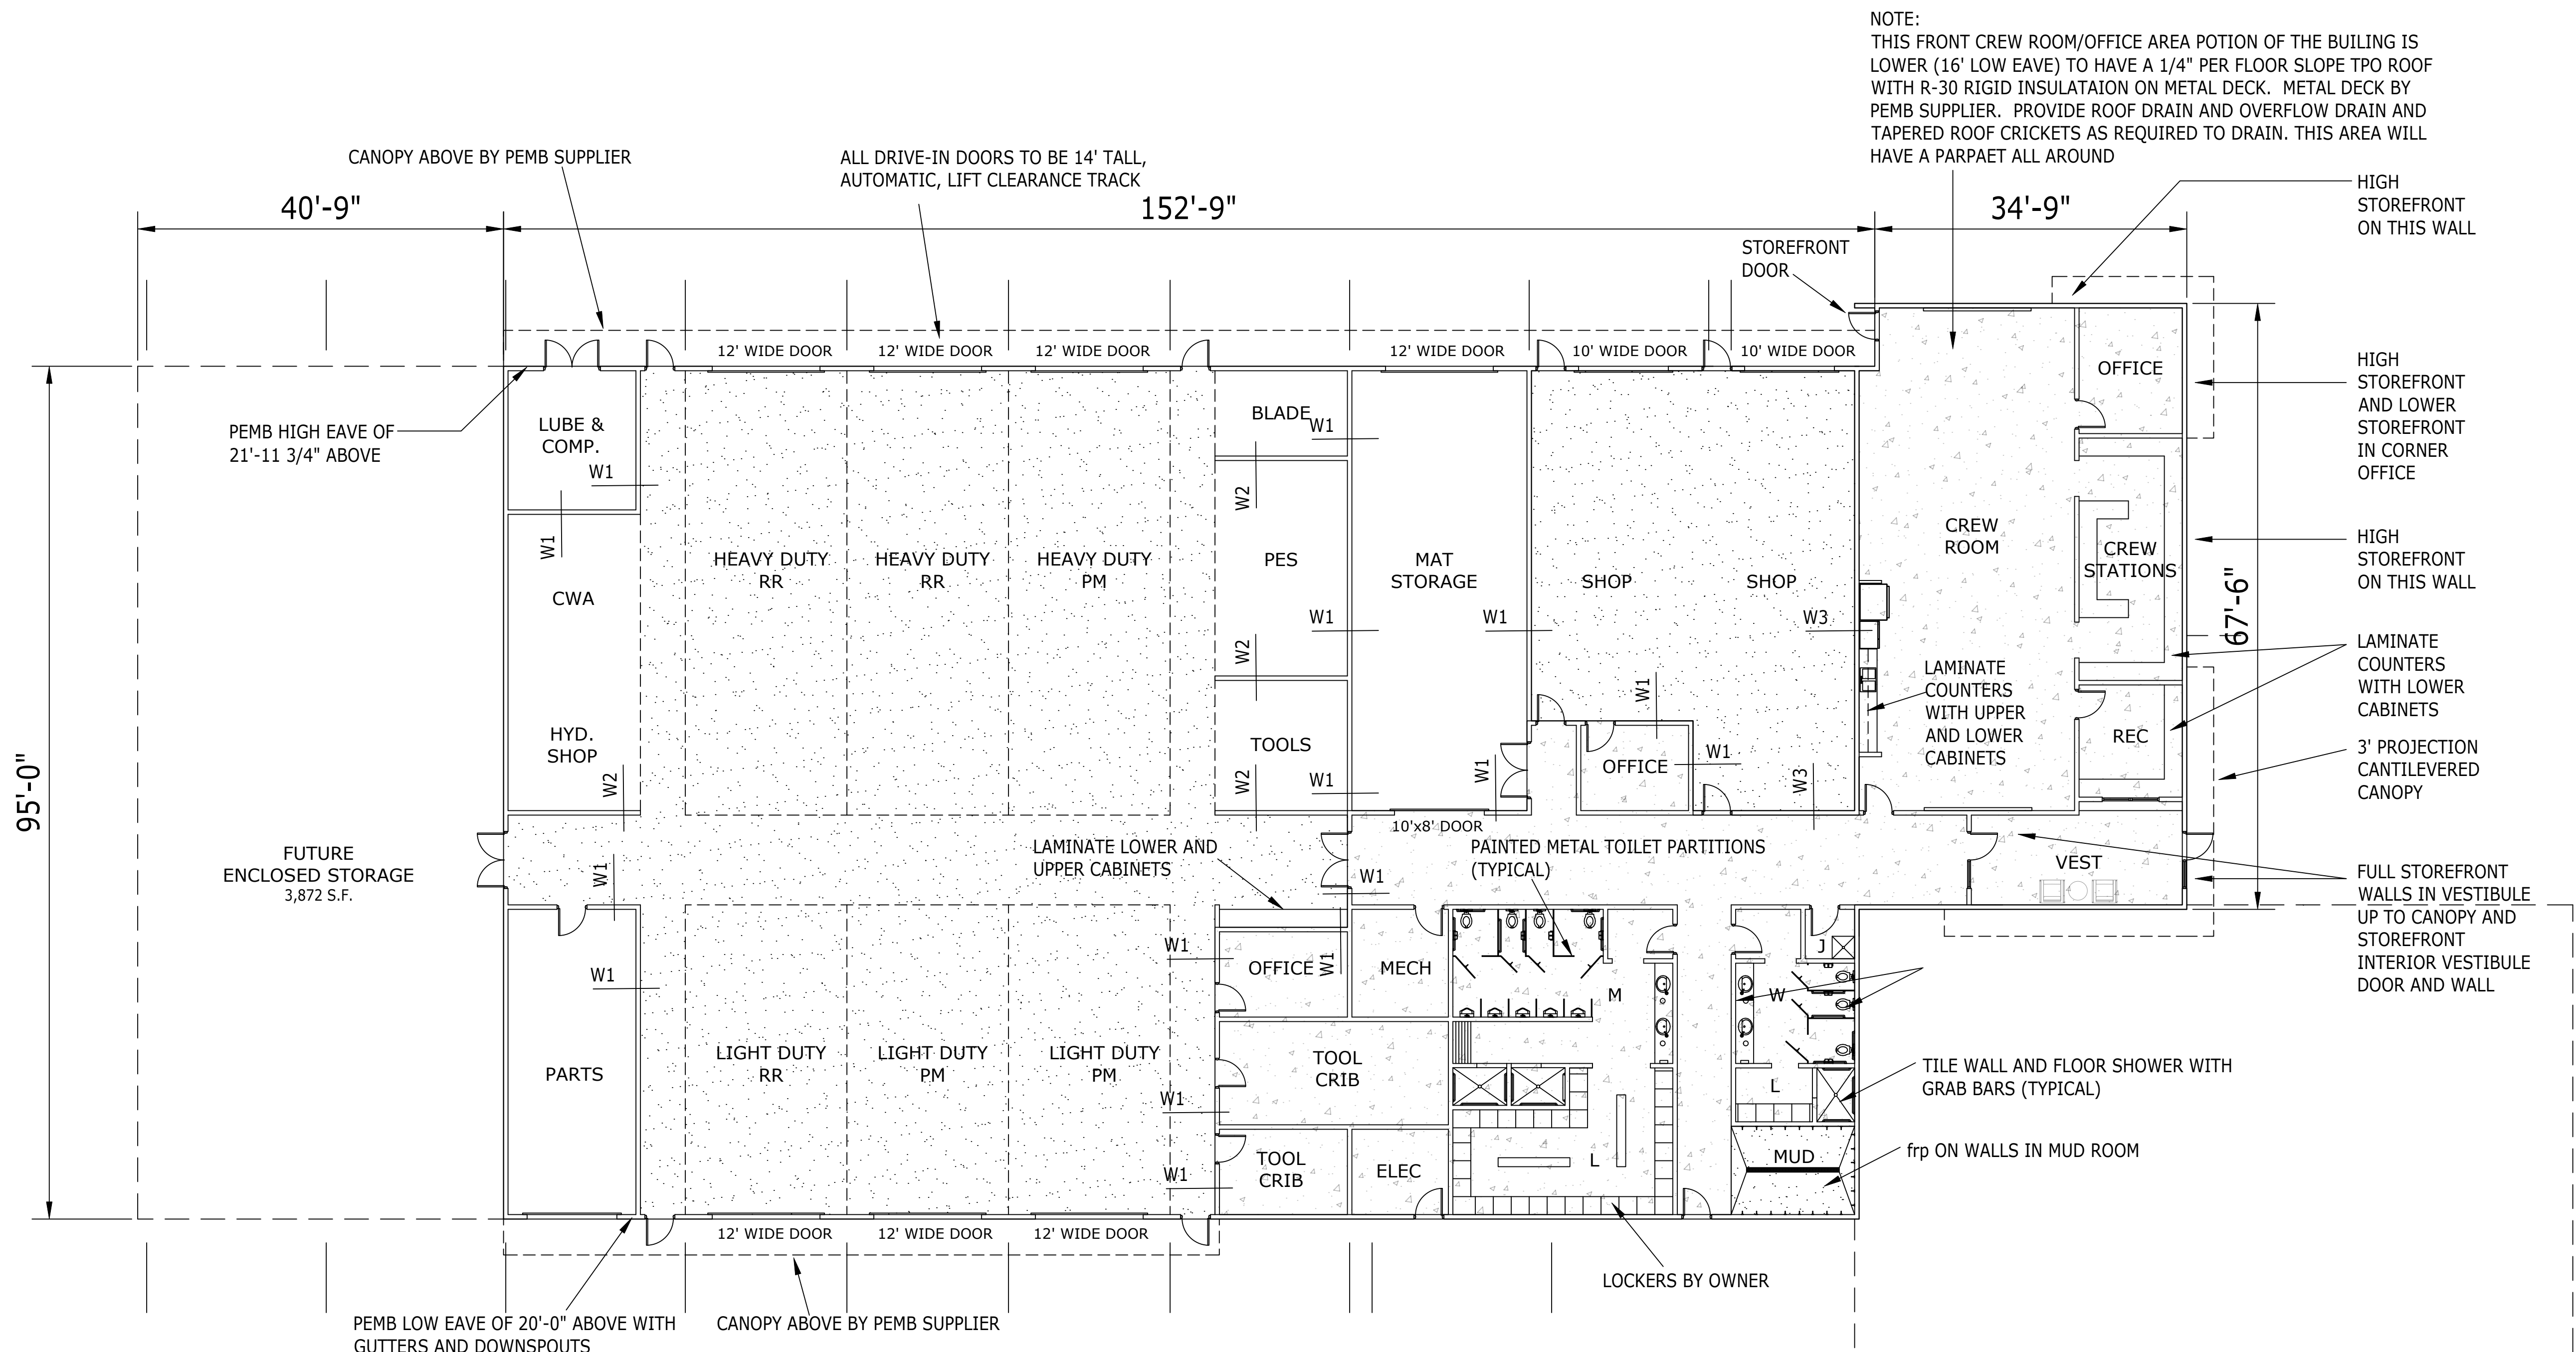 NOTE:
THIS FRONT CREW ROOM/OFFICE AREA POTION OF THE BUILING IS
LOWER (16' LOW EAVE) TO HAVE A 1/4" PER FLOOR SLOPE TPO ROOF
WITH R-30 RIGID INSULATAION ON METAL DECK.  METAL DECK BY
PEMB SUPPLIER.  PROVIDE ROOF DRAIN AND OVERFLOW DRAIN AND
TAPERED ROOF CRICKETS AS REQUIRED TO DRAIN. THIS AREA WILL
HAVE A PARPAET ALL AROUND
CANOPY ABOVE BY PEMB SUPPLIER
ALL DRIVE-IN DOORS TO BE 14' TALL,
AUTOMATIC, LIFT CLEARANCE TRACK
HIGH
STOREFRONT
ON THIS WALL
40'-9"
152'-9"
34'-9"
STOREFRONT
DOOR
12' WIDE DOOR
12' WIDE DOOR
12' WIDE DOOR
12' WIDE DOOR
10' WIDE DOOR
10' WIDE DOOR
OFFICE
HIGH
STOREFRONT
AND LOWER
STOREFRONT
IN CORNER
OFFICE
PEMB HIGH EAVE OF
21'-11 3/4" ABOVE
LUBE &
COMP.
W1
BLADE
W1
W2
W1
CWA
HEAVY DUTY
RR
HEAVY DUTY
RR
HEAVY DUTY
PM
PES
MAT
STORAGE
SHOP
SHOP
CREW
ROOM
CREW
STATIONS
HIGH
STOREFRONT
ON THIS WALL
67'-6"
W1
W1
W3
W2
W1
LAMINATE
COUNTERS
WITH UPPER
AND LOWER
CABINETS
LAMINATE
COUNTERS
WITH LOWER
CABINETS
HYD.
SHOP
W2
TOOLS
W2
W1
W1
OFFICE
W1
W3
REC
3' PROJECTION
CANTILEVERED
CANOPY
95'-0"
10'x8' DOOR
FUTURE
ENCLOSED STORAGE
3,872 S.F.
W1
LAMINATE LOWER AND
UPPER CABINETS
W1
PAINTED METAL TOILET PARTITIONS
(TYPICAL)
VEST
FULL STOREFRONT
WALLS IN VESTIBULE
UP TO CANOPY AND
STOREFRONT
INTERIOR VESTIBULE
DOOR AND WALL
W1
W1
OFFICE
W1
MECH
M
W
J
PARTS
LIGHT DUTY
RR
LIGHT DUTY
PM
LIGHT DUTY
PM
W1
TOOL
CRIB
L
TILE WALL AND FLOOR SHOWER WITH
GRAB BARS (TYPICAL)
W1
TOOL
CRIB
ELEC
L
MUD
frp ON WALLS IN MUD ROOM
12' WIDE DOOR
12' WIDE DOOR
12' WIDE DOOR
LOCKERS BY OWNER
PEMB LOW EAVE OF 20'-0" ABOVE WITH
GUTTERS AND DOWNSPOUTS
CANOPY ABOVE BY PEMB SUPPLIER